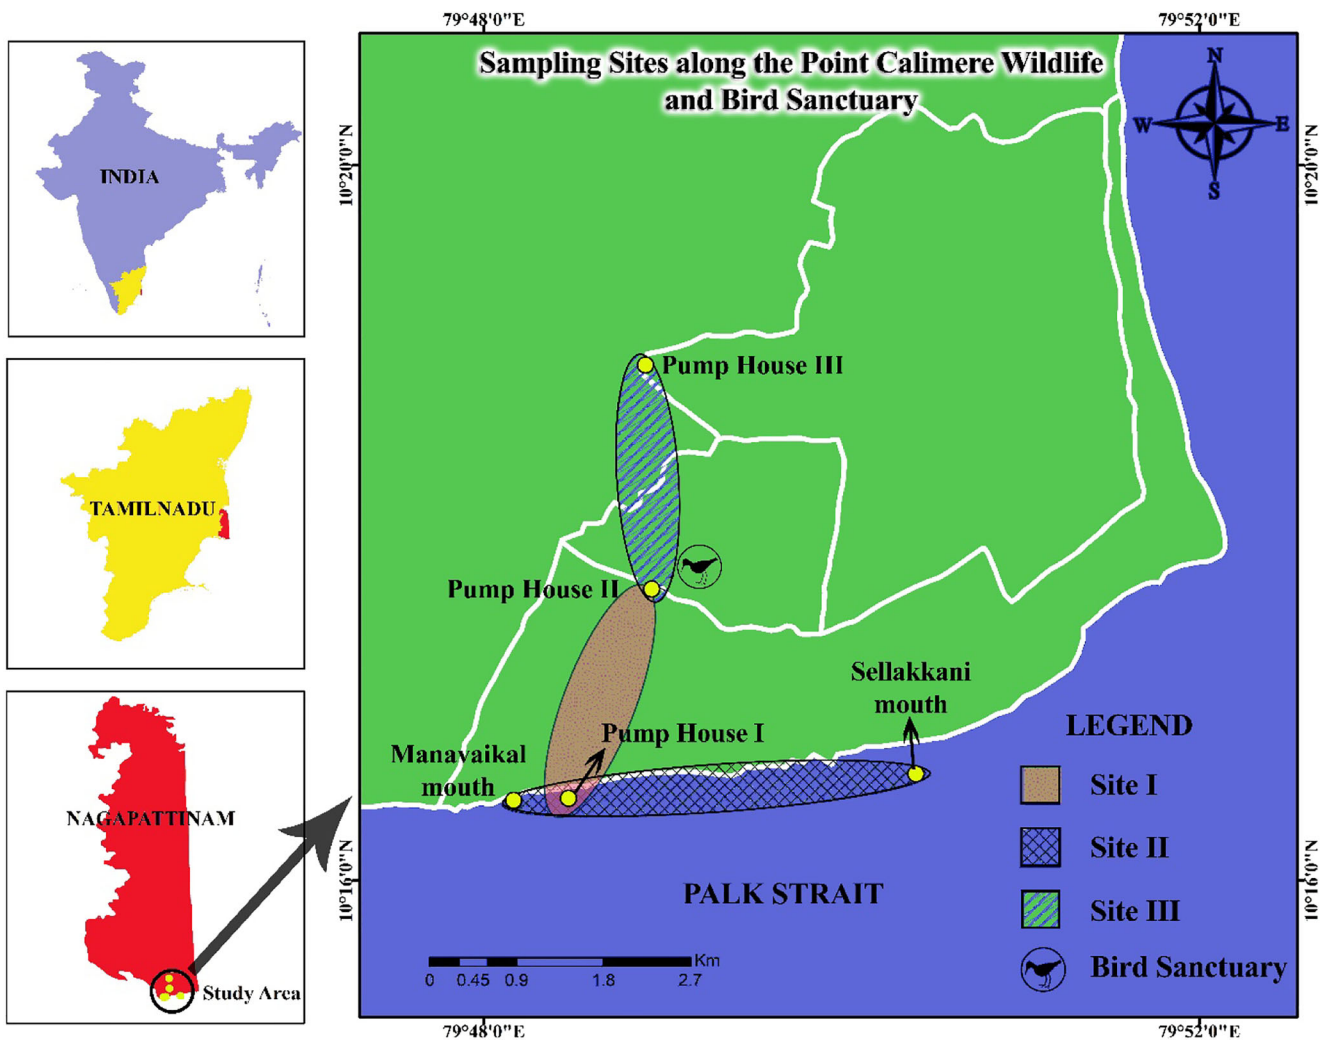 79°48'0"E
79°52'0"E
Sampling Sites along the Point Calimere Wildlife
and Bird Sanctuary
N
W
E
S
10°20'0"N
10°20'0"N
INDIA
Pump House III
TAMILNADU
Pump House II
Sellakkani
mouth
Pump House I
Manavaikal
mouth
LEGEND
Site I
Site II
Site III
Bird Sanctuary
NAGAPATTINAM
Study Area
PALK STRAIT
10°16'0"N
10°16'0"N
Km
0 0.45 0.9 1.8 2.7
79°48'0"E
79°52'0"E